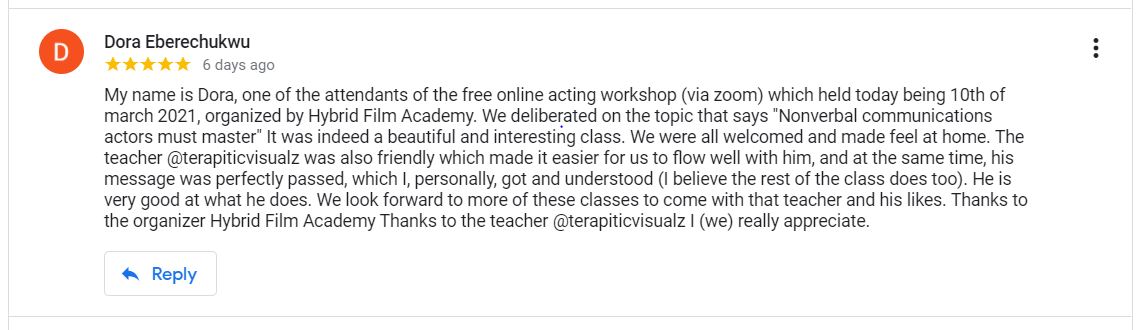 D
Dora Eberechukwu
6 days ago
My name is Dora, one of the attendants of the free online acting workshop (via zoom) which held today being 10th of
march 2021, organized by Hybrid Film Academy. We deliberated on the topic that says "Nonverbal communications
actors must master" It was indeed a beautiful and interesting class. We were all welcomed and made feel at home. The
teacher @terapiticvisualz was also friendly which made it easier for us to flow well with him, and at the same time, his
message was perfectly passed, which I, personally, got and understood (I believe the rest of the class does too). He is
very good at what he does. We look forward to more of these classes to come with that teacher and his likes. Thanks to
the organizer Hybrid Film Academy Thanks to the teacher @terapiticvisualz I (we) really appreciate.
Reply